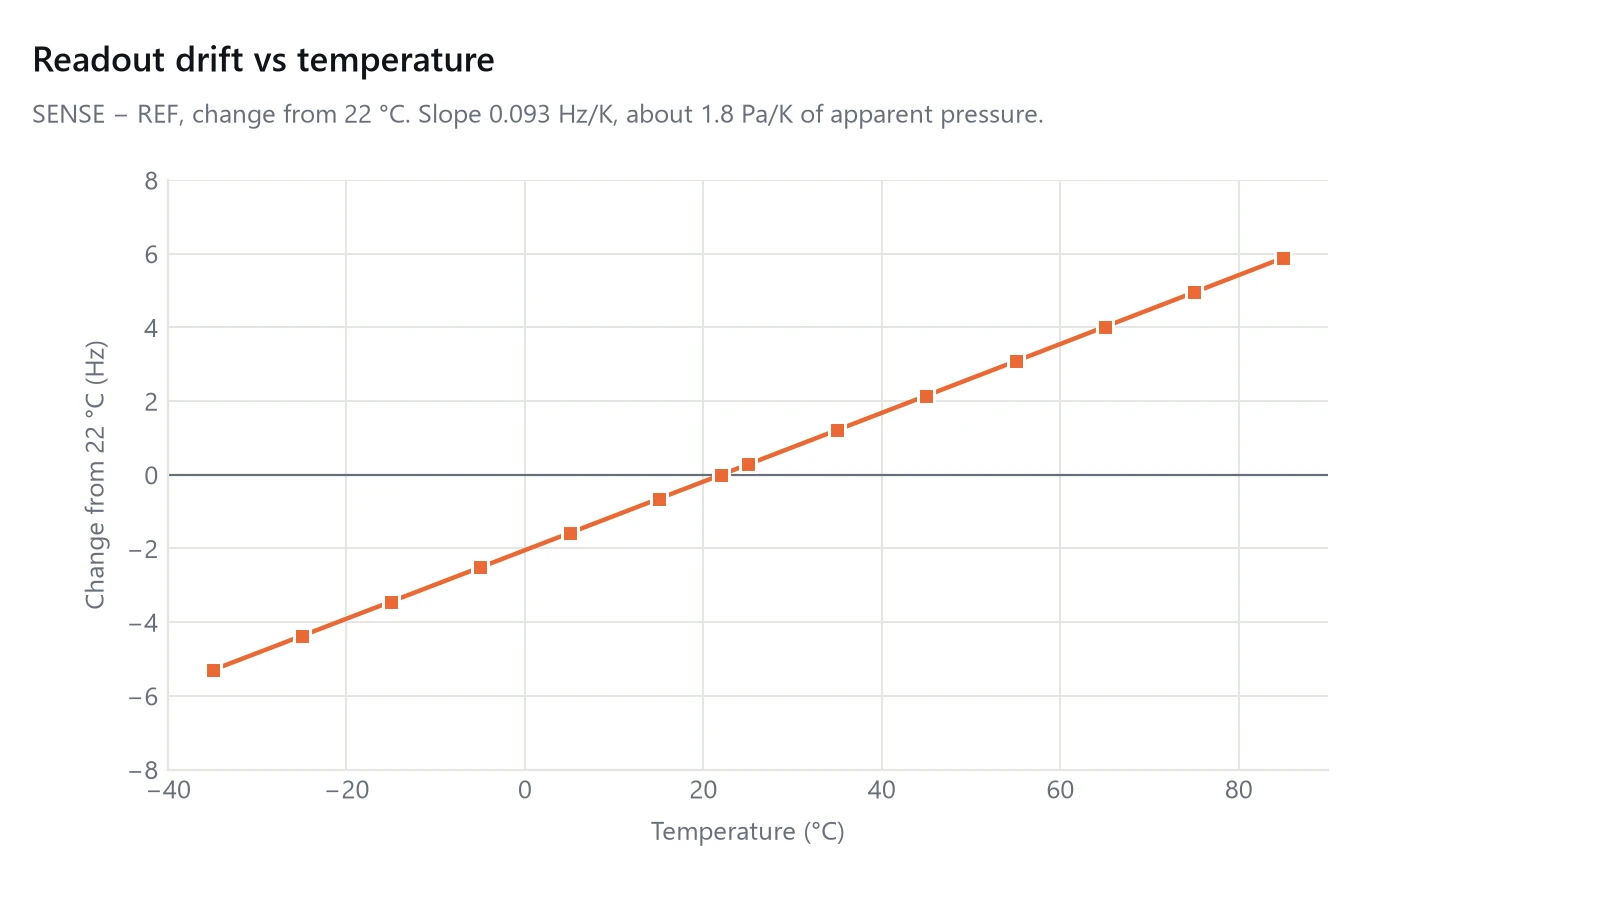 Readout drift vs temperature
SENSE − REF, change from 22 °C. Slope 0.093 Hz/K, about 1.8 Pa/K of apparent pressure.
8
6
4
2
0
−2
−4
−6
−8
Change from 22 °C (Hz)
−40 −20 0 20 40 60 80
Temperature (°C)